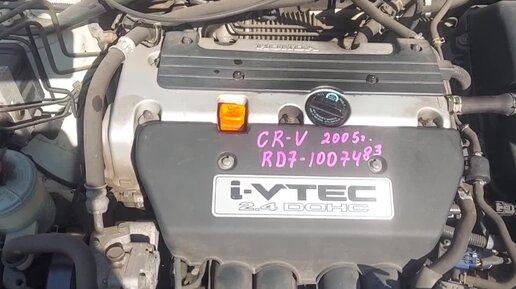 HONDA
CR-V 2005г.
RD7-1007483
i-VTEC
2.4 DOHC